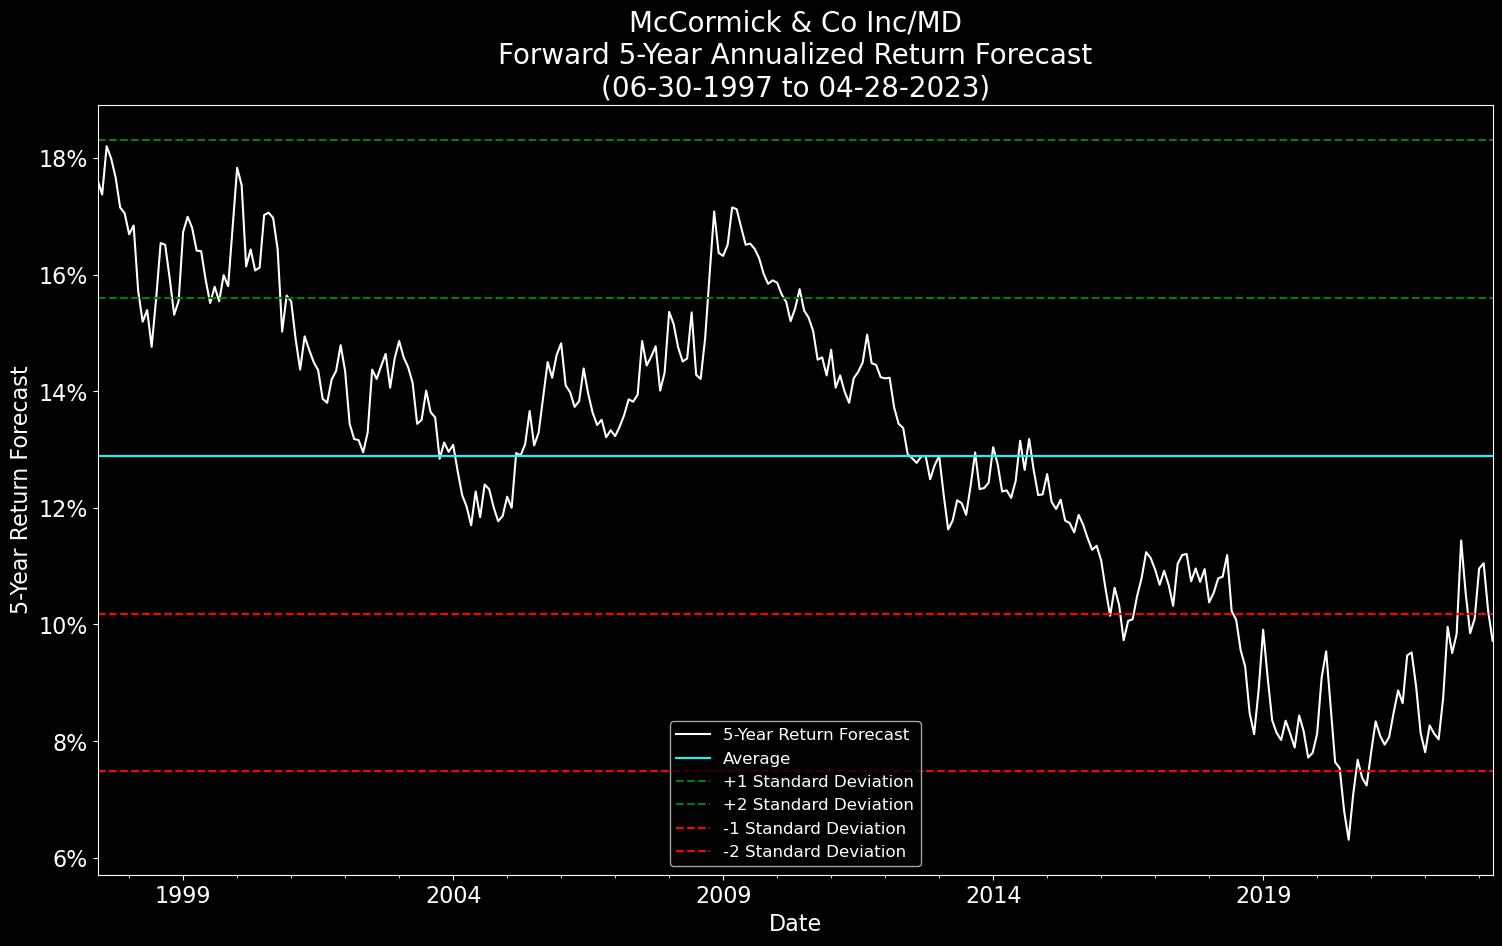 McCormick & Co Inc/MD
Forward 5-Year Annualized Return Forecast
(06-30-1997 to 04-28-2023)
18%
16%
14%
12%
10%
8%
6%
5-Year Return Forecast
5-Year Return Forecast
Average
+1 Standard Deviation
+2 Standard Deviation
-1 Standard Deviation
-2 Standard Deviation
1999
2004
2009
2014
2019
Date